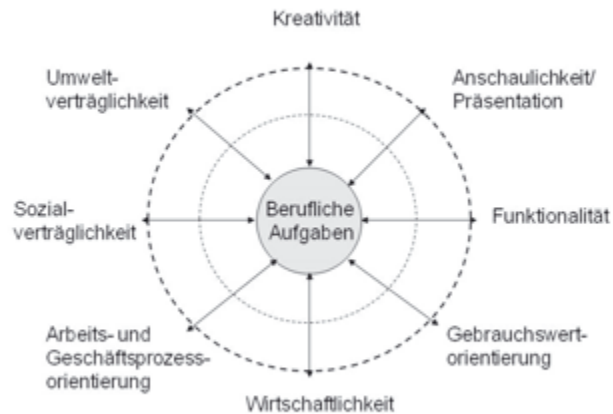 Kreativität
Umwelt-
verträglichkeit
Anschaulichkeit/
Präsentation
Sozial-
verträglichkeit
Berufliche
Aufgaben
Funktionalität
Arbeits- und
Geschäftsprozess-
orientierung
Gebrauchswert-
orientierung
Wirtschaftlichkeit